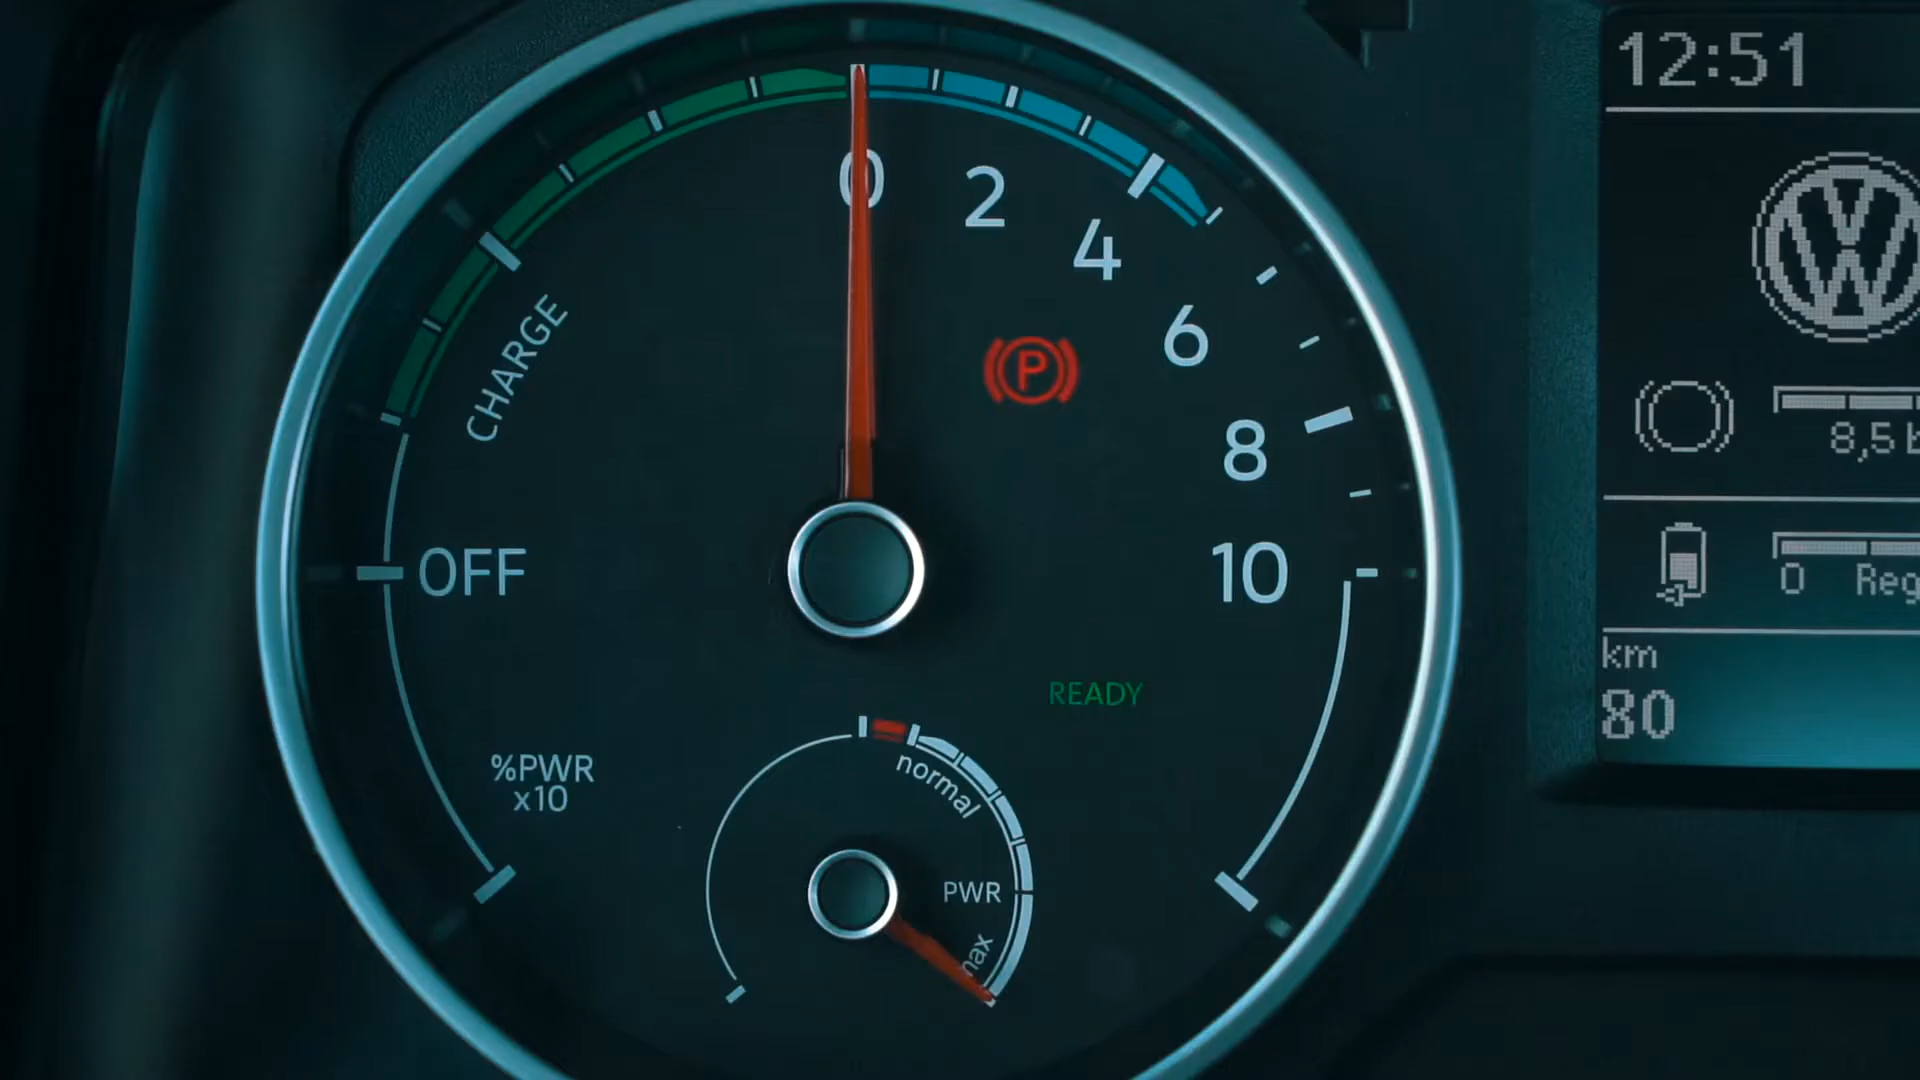 12:51
0
2
4
6
8
10
CHARGE
OFF
P
READY
%PWR
x10
normal
PWR
8,5
0 Reg
km
80